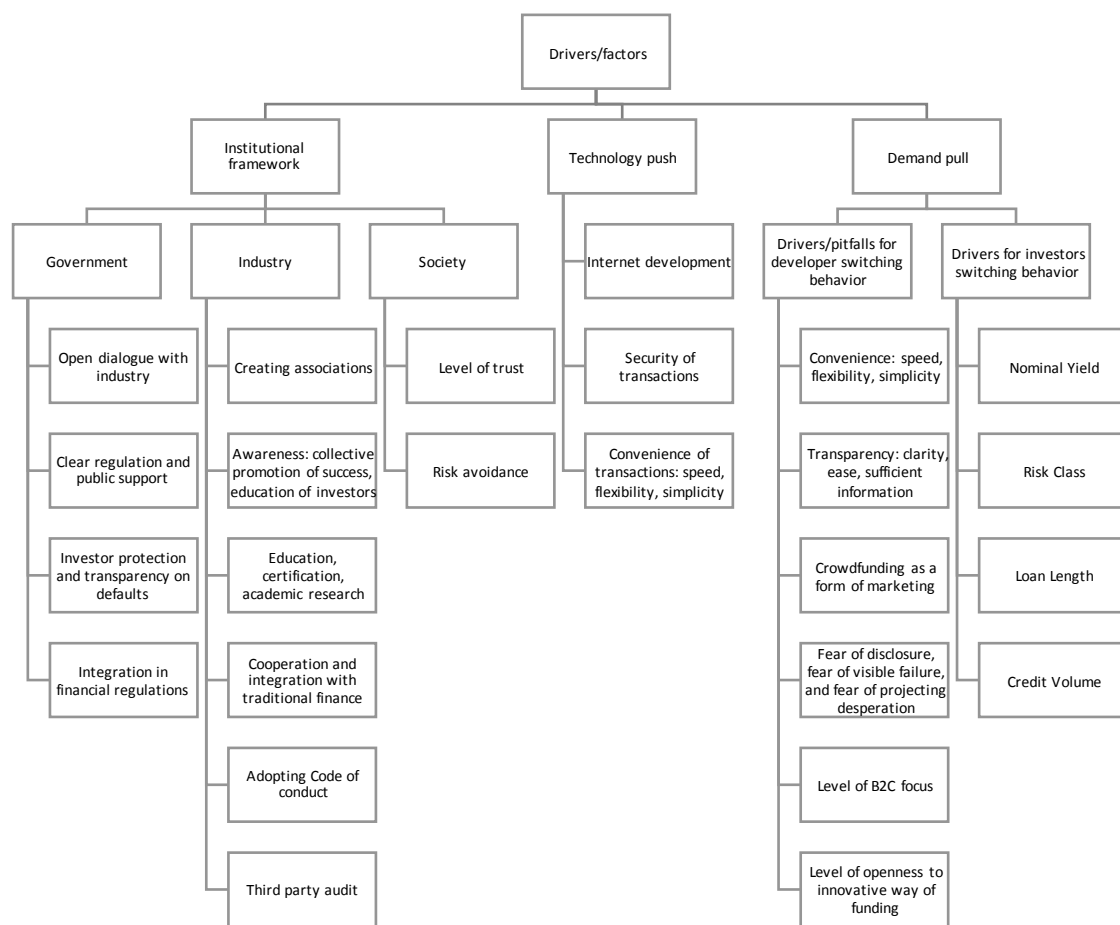 Drivers/factors
Institutional
framework
Technology push
Demand pull
Government
Industry
Society
Internet development
Drivers/pitfalls for
developer switching
behavior
Drivers for investors
switching behavior
Open dialogue with
industry
Creating associations
Level of trust
Security of
transactions
Convenience: speed,
flexibility, simplicity
Nominal Yield
Clear regulation and
public support
Awareness: collective
promotion of success,
education of investors
Risk avoidance
Convenience of
transactions: speed,
flexibility, simplicity
Transparency: clarity,
ease, sufficient
information
Risk Class
Investor protection
and transparency on
defaults
Education,
certification,
academic research
Crowdfunding as a
form of marketing
Loan Length
Integration in
financial regulations
Cooperation and
integration with
traditional finance
Fear of disclosure,
fear of visible failure,
and fear of projecting
desperation
Credit Volume
Adopting Code of
conduct
Level of B2C focus
Third party audit
Level of openness to
innovative way of
funding